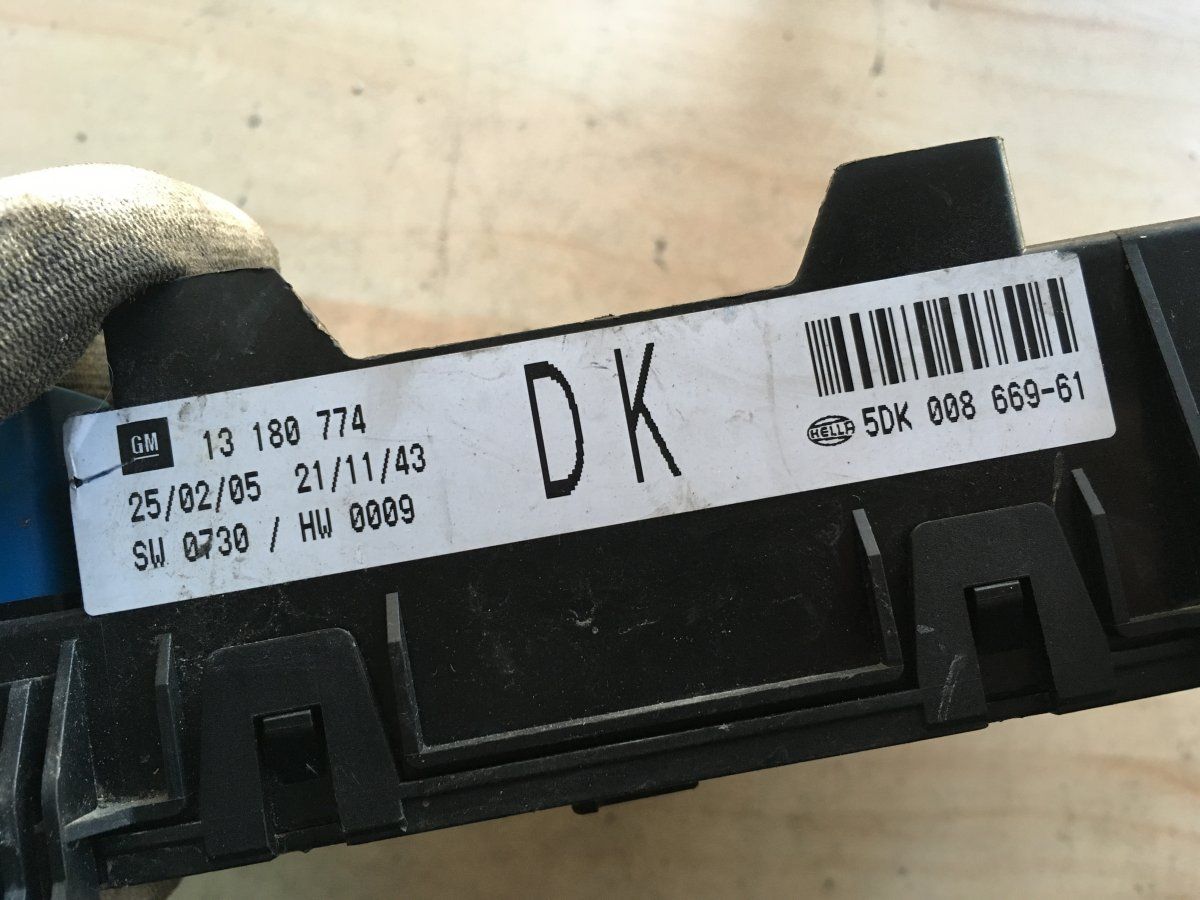 GM 13 180 774
25/02/05 21/11/43
SW 0730 / HW 0009
DK
HELLA 5DK 008 669-61